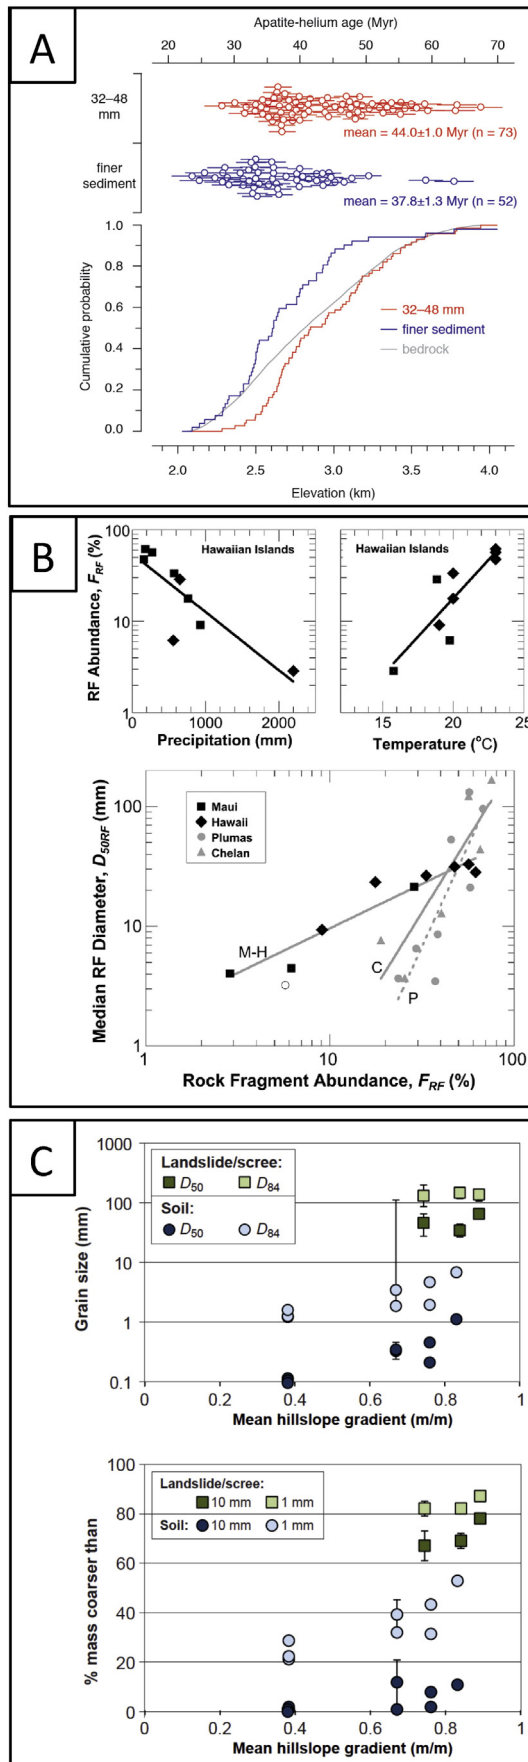 A
Apatite-helium age (Myr)
20 30 40 50 60 70
32–48
mm
mean = 44.0±1.0 Myr (n = 73)
finer
sediment
mean = 37.8±1.3 Myr (n = 52)
Cumulative probability
1.0
0.8
0.6
0.4
0.2
0.0
32–48 mm
finer sediment
bedrock
2.0 2.5 3.0 3.5 4.0
Elevation (km)
B
RF Abundance, F_RF (%)
100
10
1
Hawaiian Islands
0 1000 2000
Precipitation (mm)
Hawaiian Islands
15 20 25
Temperature (°C)
Median RF Diameter, D_50RF (mm)
100
10
1
Maui
Hawaii
Plumas
Chelan
M-H
C
P
1 10 100
Rock Fragment Abundance, F_RF (%)
C
Grain size (mm)
1000
100
10
1
0.1
Landslide/scree:
D50 D84
Soil:
D50 D84
0 0.2 0.4 0.6 0.8 1
Mean hillslope gradient (m/m)
% mass coarser than
100
80
60
40
20
0
Landslide/scree:
10 mm 1 mm
Soil: 10 mm 1 mm
0 0.2 0.4 0.6 0.8 1
Mean hillslope gradient (m/m)